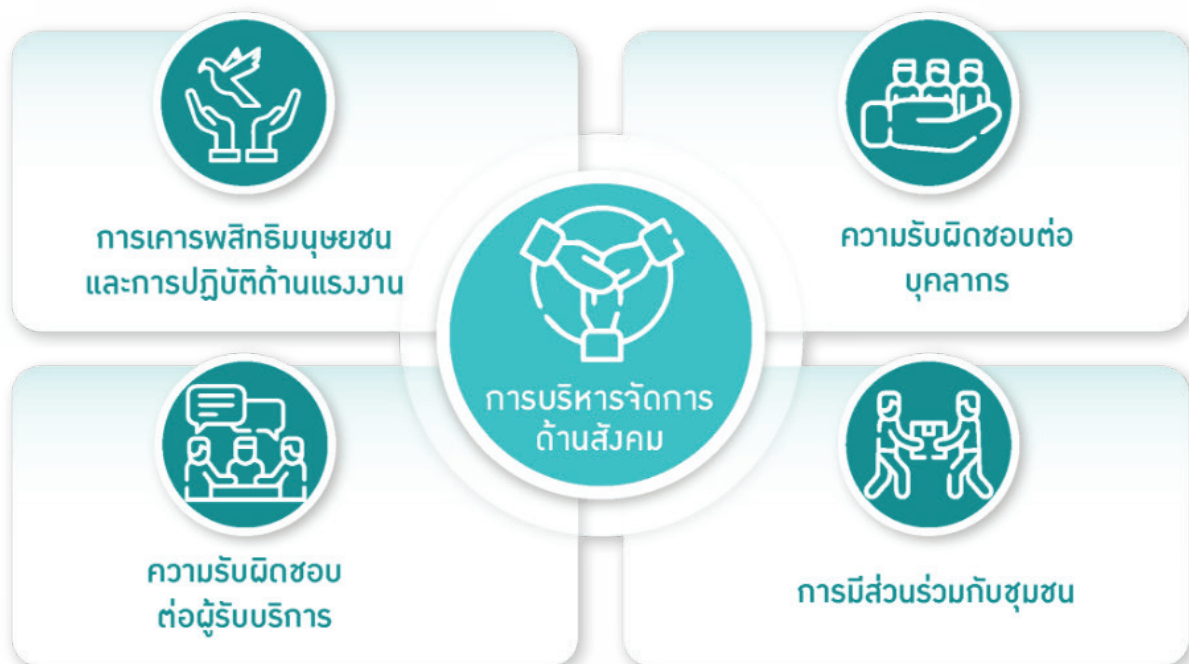 การเคารพสิทธิมนุษยชน
และการปฏิบัติด้านแรงงาน
ความรับผิดชอบต่อ
บุคลากร
การบริหารจัดการ
ด้านสังคม
ความรับผิดชอบ
ต่อผู้รับบริการ
การมีส่วนร่วมกับชุมชน